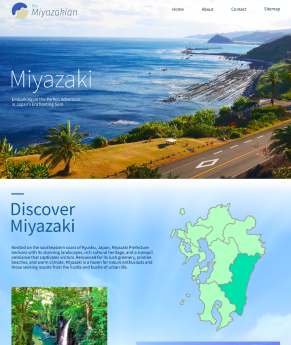 the
Miyazakian
Home
About
Contact
Sitemap
Miyazaki
Embarking on the Perfect Adventure
in Japan's Enchanting Gem
Discover
Miyazaki
Nestled on the southeastern coast of Kyushu, Japan, Miyazaki Prefecture
beckons with its stunning landscapes, rich cultural heritage, and a tranquil
ambiance that captivates visitors. Renowned for its lush greenery, pristine
beaches, and warm climate, Miyazaki is a haven for nature enthusiasts and
those seeking respite from the hustle and bustle of urban life.